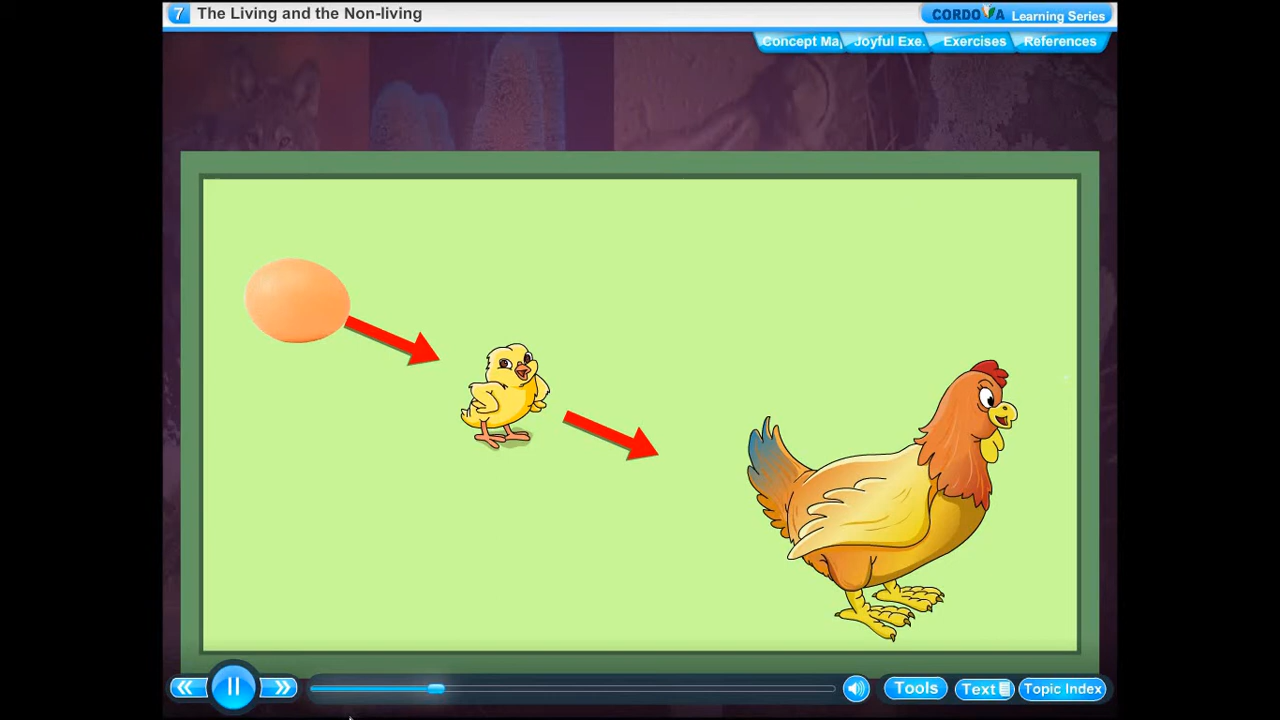 7 The Living and the Non-living
CORDOVA Learning Series
Concept Ma
Joyful Exe.
Exercises
References
Tools
Text
Topic Index